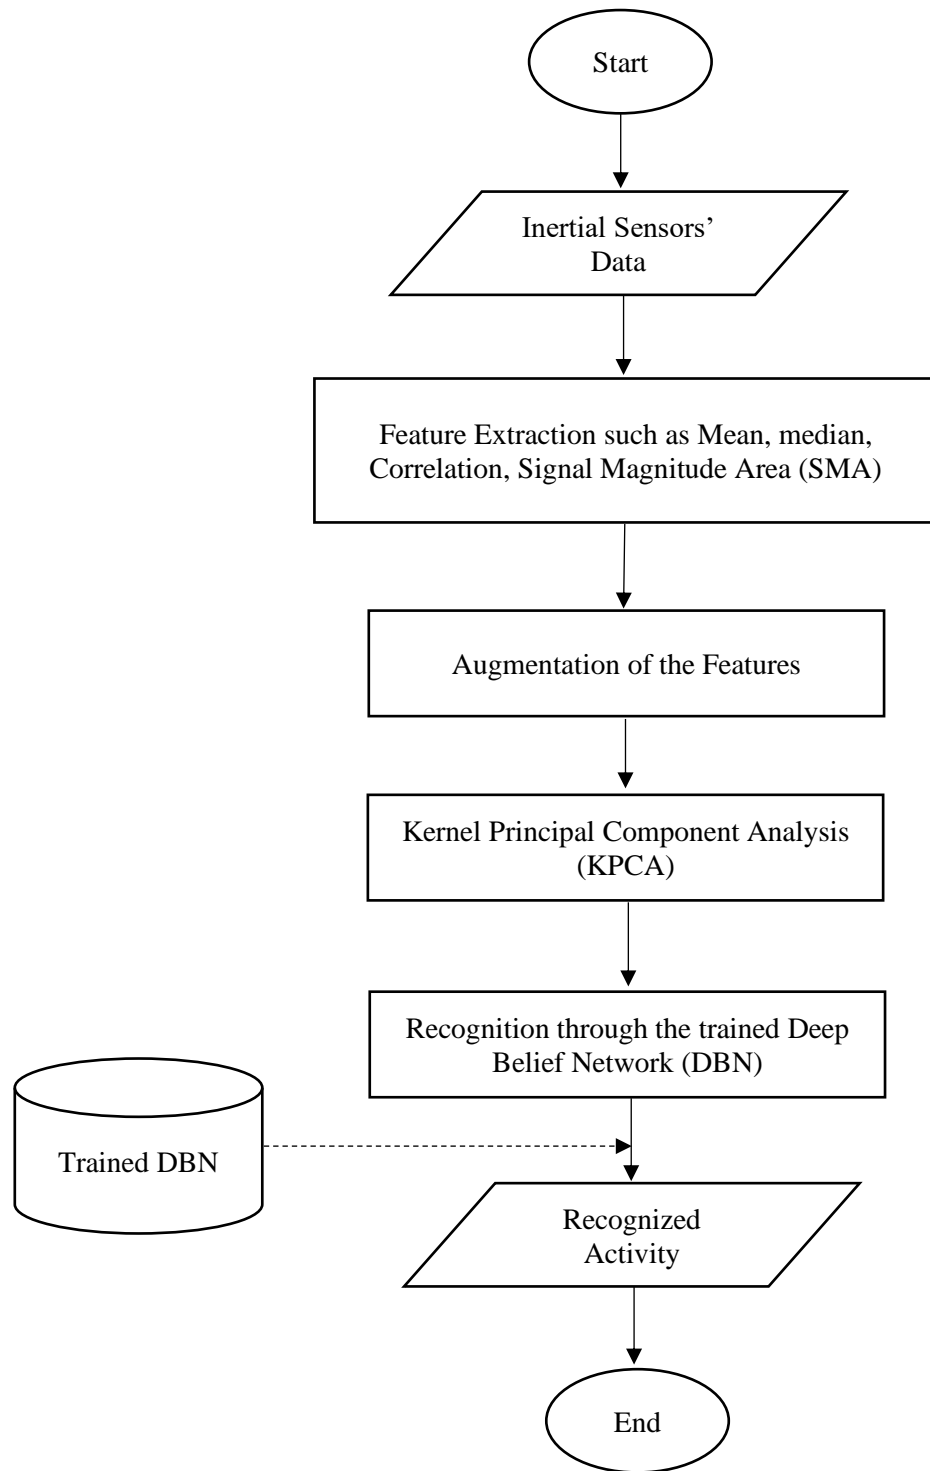 Start
Inertial Sensors’
Data
Feature Extraction such as Mean, median,
Correlation, Signal Magnitude Area (SMA)
Augmentation of the Features
Kernel Principal Component Analysis
(KPCA)
Recognition through the trained Deep
Belief Network (DBN)
Trained DBN
Recognized
Activity
End